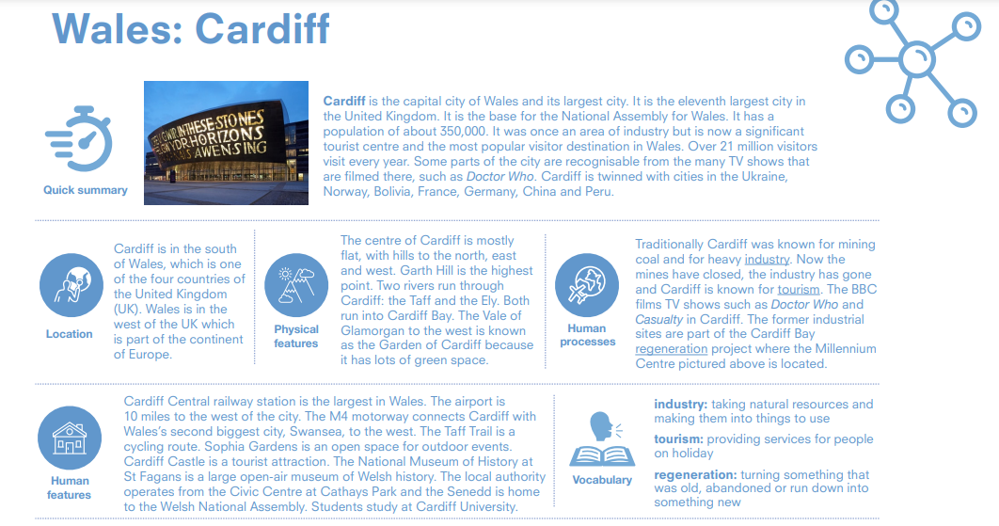 Wales: Cardiff
Quick summary
IN THESE STONES
HORIZONS
AWEN SING
Cardiff is the capital city of Wales and its largest city. It is the eleventh largest city in
the United Kingdom. It is the base for the National Assembly for Wales. It has a
population of about 350,000. It was once an area of industry but is now a significant
tourist centre and the most popular visitor destination in Wales. Over 21 million visitors
visit every year. Some parts of the city are recognisable from the many TV shows that
are filmed there, such as Doctor Who. Cardiff is twinned with cities in the Ukraine,
Norway, Bolivia, France, Germany, China and Peru.
Location
Cardiff is in the south
of Wales, which is one
of the four countries of
the United Kingdom
(UK). Wales is in the
west of the UK which
is part of the continent
of Europe.
Physical
features
The centre of Cardiff is mostly
flat, with hills to the north, east
and west. Garth Hill is the highest
point. Two rivers run through
Cardiff: the Taff and the Ely. Both
run into Cardiff Bay. The Vale of
Glamorgan to the west is known
as the Garden of Cardiff because
it has lots of green space.
Human
processes
Traditionally Cardiff was known for mining
coal and for heavy industry. Now the
mines have closed, the industry has gone
and Cardiff is known for tourism. The BBC
films TV shows such as Doctor Who and
Casualty in Cardiff. The former industrial
sites are part of the Cardiff Bay
regeneration project where the Millennium
Centre pictured above is located.
Human
features
Cardiff Central railway station is the largest in Wales. The airport is
10 miles to the west of the city. The M4 motorway connects Cardiff with
Wales's second biggest city, Swansea, to the west. The Taff Trail is a
cycling route. Sophia Gardens is an open space for outdoor events.
Cardiff Castle is a tourist attraction. The National Museum of History at
St Fagans is a large open-air museum of Welsh history. The local authority
operates from the Civic Centre at Cathays Park and the Senedd is home
to the Welsh National Assembly. Students study at Cardiff University.
Vocabulary
industry: taking natural resources and
making them into things to use
tourism: providing services for people
on holiday
regeneration: turning something that
was old, abandoned or run down into
something new